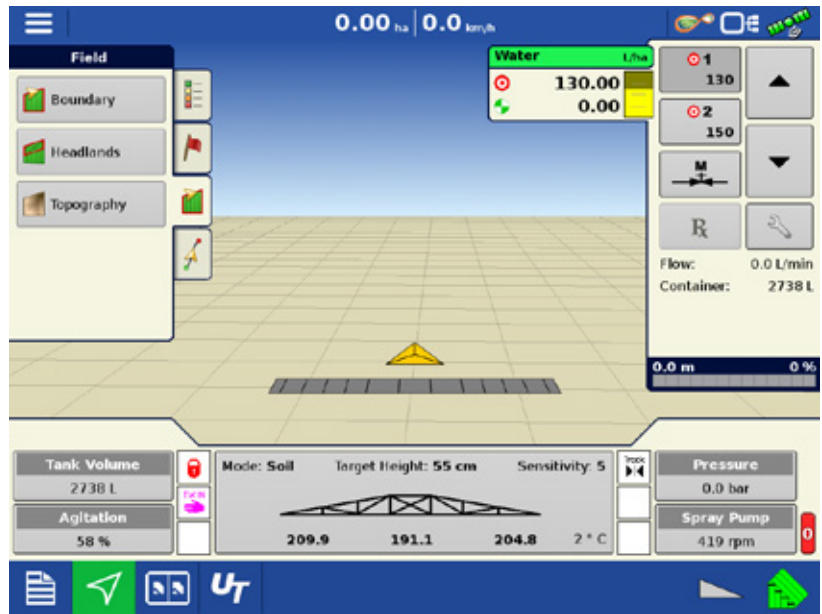 0.00 ha 0.0 km/h
Field
Boundary
Headlands
Topography
Water L/ha
130.00
0.00
1
130
2
150
M
Rx
Flow: 0.0 L/min
Container: 2738 L
0.0 m 0 %
Tank Volume
2738 L
Agitation
58 %
Mode: Soil Target Height: 55 cm Sensitivity: 5
209.9 191.1 204.8 2 ° C
Track
Pressure
0.0 bar
Spray Pump
419 rpm
0
UT